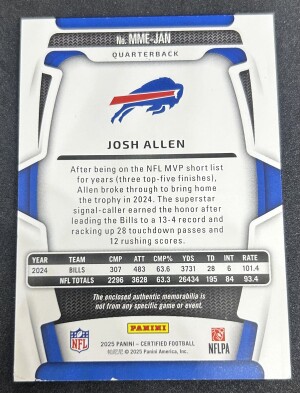 No. MME-JAN
QUARTERBACK
JOSH ALLEN
After being on the NFL MVP short list
for years (three top-five finishes),
Allen broke through to bring home
the trophy in 2024. The superstar
signal-caller earned the honor after
leading the Bills to a 13-4 record and
racking up 28 touchdown passes and
12 rushing scores.
YEAR TEAM CMP ATT CMP% YDS TD INT RATE
2024 BILLS 307 483 63.6 3731 28 6 101.4
NFL TOTALS 2296 3628 63.3 26434 195 84 93.4
The enclosed authentic memorabilia is
not from any specific game or event.
PANINI
NFL
2025 PANINI – CERTIFIED FOOTBALL
© 2025 Panini America, Inc.
NFLPA